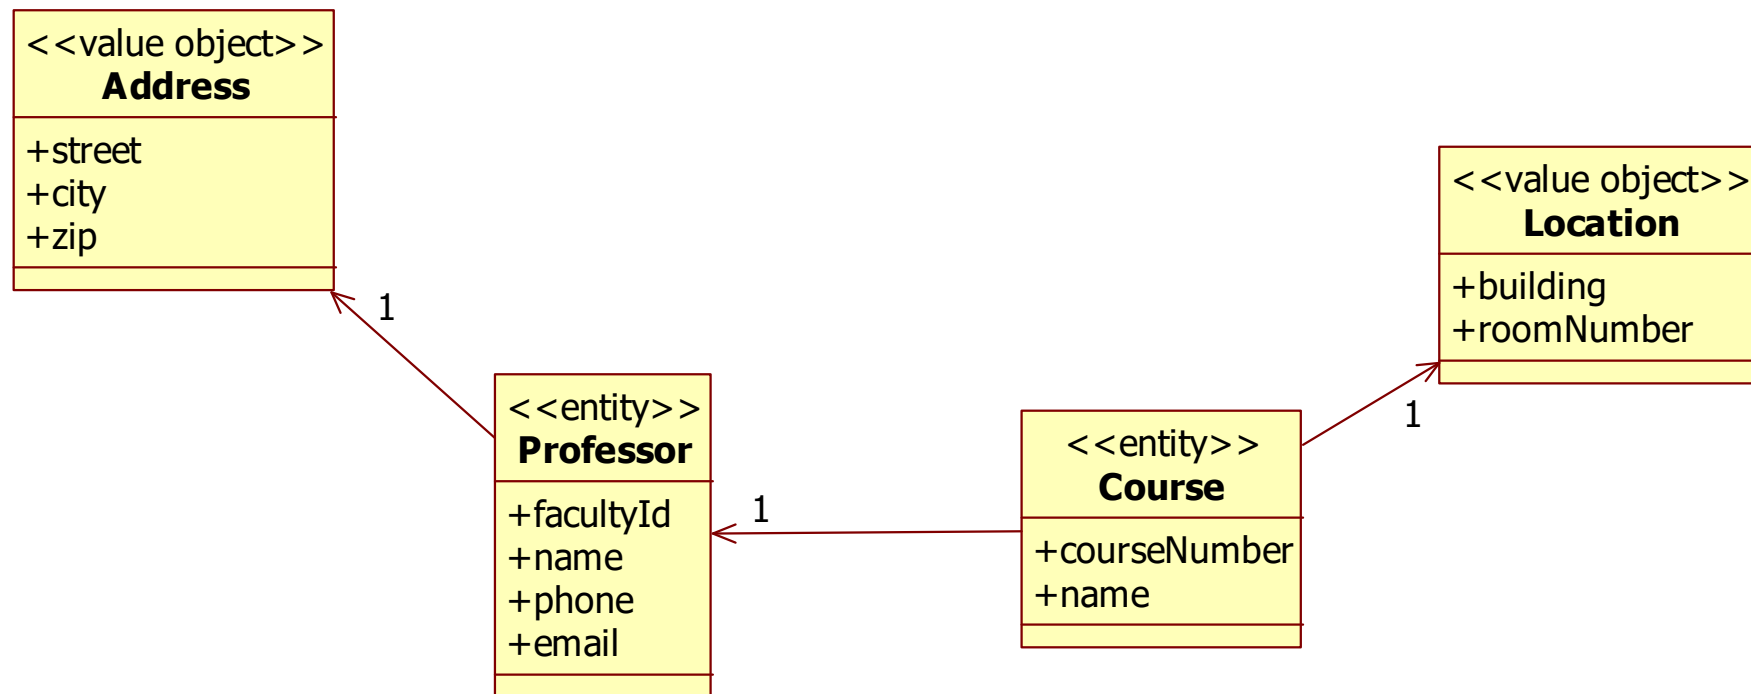 <<value object>>
Address
+street
+city
+zip
1
<<entity>>
Professor
+facultyId
+name
+phone
+email
1
<<entity>>
Course
+courseNumber
+name
1
<<value object>>
Location
+building
+roomNumber